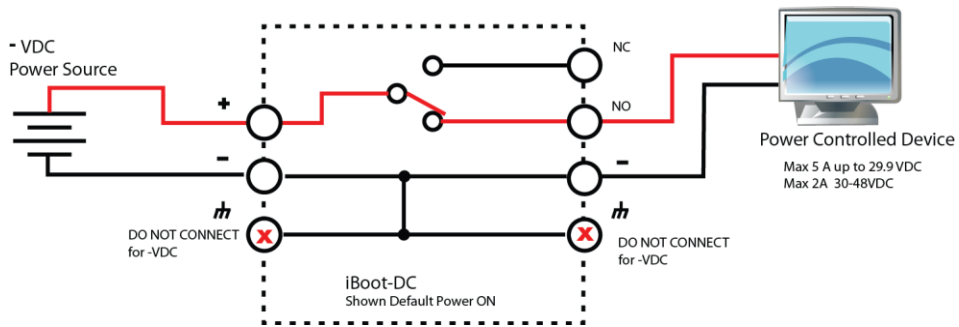 - VDC
Power Source
+
-
DO NOT CONNECT
for -VDC
X
NC
NO
-
X
DO NOT CONNECT
for -VDC
iBoot-DC
Shown Default Power ON
Power Controlled Device
Max 5 A up to 29.9 VDC
Max 2A 30-48VDC